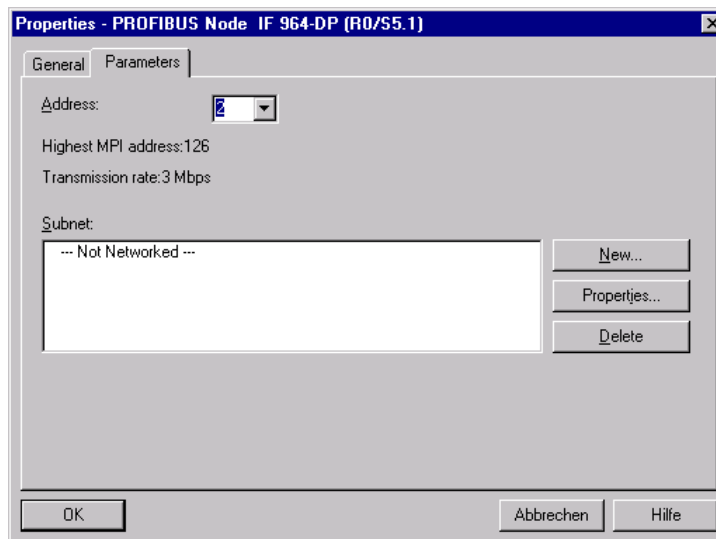 Properties - PROFIBUS Node IF 964-DP (R0/S5.1)
General Parameters
Address: 2
Highest MPI address:126
Transmission rate:3 Mbps
Subnet:
--- Not Networked ---
New...
Properties...
Delete
OK Abbrechen Hilfe